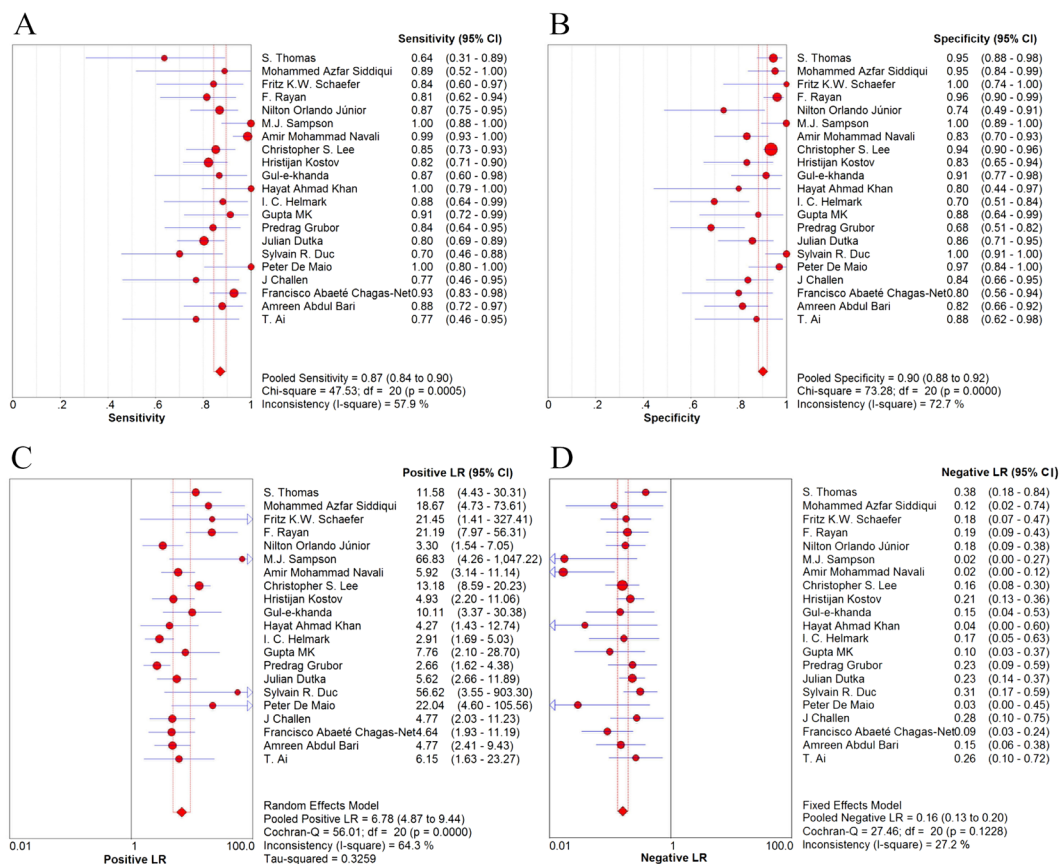 A
Sensitivity (95% CI)
S. Thomas 0.64 (0.31 - 0.89)
Mohammed Azfar Siddiqui 0.89 (0.52 - 1.00)
Fritz K.W. Schaefer 0.84 (0.60 - 0.97)
F. Rayan 0.81 (0.62 - 0.94)
Nilton Orlando Júnior 0.87 (0.75 - 0.95)
M.J. Sampson 1.00 (0.88 - 1.00)
Amir Mohammad Navali 0.99 (0.93 - 1.00)
Christopher S. Lee 0.85 (0.73 - 0.93)
Hristijan Kostov 0.82 (0.71 - 0.90)
Gul-e-khanda 0.87 (0.60 - 0.98)
Hayat Ahmad Khan 1.00 (0.79 - 1.00)
I. C. Helmark 0.88 (0.64 - 0.99)
Gupta MK 0.91 (0.72 - 0.99)
Predrag Grubor 0.84 (0.64 - 0.95)
Julian Dutka 0.80 (0.69 - 0.89)
Sylvain R. Duc 0.70 (0.46 - 0.88)
Peter De Maio 1.00 (0.80 - 1.00)
J Challen 0.77 (0.46 - 0.95)
Francisco Abaeté Chagas-Net 0.93 (0.83 - 0.98)
Amreen Abdul Bari 0.88 (0.72 - 0.97)
T. Ai 0.77 (0.46 - 0.95)
Pooled Sensitivity = 0.87 (0.84 to 0.90)
Chi-square = 47.53; df = 20 (p = 0.0005)
Inconsistency (I-square) = 57.9 %
0 .2 .4 .6 .8 1
Sensitivity
B
Specificity (95% CI)
S. Thomas 0.95 (0.88 - 0.98)
Mohammed Azfar Siddiqui 0.95 (0.84 - 0.99)
Fritz K.W. Schaefer 1.00 (0.74 - 1.00)
F. Rayan 0.96 (0.90 - 0.99)
Nilton Orlando Júnior 0.74 (0.49 - 0.91)
M.J. Sampson 1.00 (0.89 - 1.00)
Amir Mohammad Navali 0.83 (0.70 - 0.93)
Christopher S. Lee 0.94 (0.90 - 0.96)
Hristijan Kostov 0.83 (0.65 - 0.94)
Gul-e-khanda 0.91 (0.77 - 0.98)
Hayat Ahmad Khan 0.80 (0.44 - 0.97)
I. C. Helmark 0.70 (0.51 - 0.84)
Gupta MK 0.88 (0.64 - 0.99)
Predrag Grubor 0.68 (0.51 - 0.82)
Julian Dutka 0.86 (0.71 - 0.95)
Sylvain R. Duc 1.00 (0.91 - 1.00)
Peter De Maio 0.97 (0.84 - 1.00)
J Challen 0.84 (0.66 - 0.95)
Francisco Abaeté Chagas-Net 0.80 (0.56 - 0.94)
Amreen Abdul Bari 0.82 (0.66 - 0.92)
T. Ai 0.88 (0.62 - 0.98)
Pooled Specificity = 0.90 (0.88 to 0.92)
Chi-square = 73.28; df = 20 (p = 0.0000)
Inconsistency (I-square) = 72.7 %
0 .2 .4 .6 .8 1
Specificity
C
Positive LR (95% CI)
S. Thomas 11.58 (4.43 - 30.31)
Mohammed Azfar Siddiqui 18.67 (4.73 - 73.61)
Fritz K.W. Schaefer 21.45 (1.41 - 327.41)
F. Rayan 21.19 (7.97 - 56.31)
Nilton Orlando Júnior 3.30 (1.54 - 7.05)
M.J. Sampson 66.83 (4.26 - 1,047.22)
Amir Mohammad Navali 5.92 (3.14 - 11.14)
Christopher S. Lee 13.18 (8.59 - 20.23)
Hristijan Kostov 4.93 (2.20 - 11.06)
Gul-e-khanda 10.11 (3.37 - 30.38)
Hayat Ahmad Khan 4.27 (1.43 - 12.74)
I. C. Helmark 2.91 (1.69 - 5.03)
Gupta MK 7.76 (2.10 - 28.70)
Predrag Grubor 2.66 (1.62 - 4.38)
Julian Dutka 5.62 (2.66 - 11.89)
Sylvain R. Duc 56.62 (3.55 - 903.30)
Peter De Maio 22.04 (4.60 - 105.56)
J Challen 4.77 (2.03 - 11.23)
Francisco Abaeté Chagas-Net 4.64 (1.93 - 11.19)
Amreen Abdul Bari 4.77 (2.41 - 9.43)
T. Ai 6.15 (1.63 - 23.27)
Random Effects Model
Pooled Positive LR = 6.78 (4.87 to 9.44)
Cochran-Q = 56.01; df = 20 (p = 0.0000)
Inconsistency (I-square) = 64.3 %
Tau-squared = 0.3259
0.01 1 100.0
Positive LR
D
Negative LR (95% CI)
S. Thomas 0.38 (0.18 - 0.84)
Mohammed Azfar Siddiqui 0.12 (0.02 - 0.74)
Fritz K.W. Schaefer 0.18 (0.07 - 0.47)
F. Rayan 0.19 (0.09 - 0.43)
Nilton Orlando Júnior 0.18 (0.09 - 0.38)
M.J. Sampson 0.02 (0.00 - 0.27)
Amir Mohammad Navali 0.02 (0.00 - 0.12)
Christopher S. Lee 0.16 (0.08 - 0.30)
Hristijan Kostov 0.21 (0.13 - 0.36)
Gul-e-khanda 0.15 (0.04 - 0.53)
Hayat Ahmad Khan 0.04 (0.00 - 0.60)
I. C. Helmark 0.17 (0.05 - 0.63)
Gupta MK 0.10 (0.03 - 0.37)
Predrag Grubor 0.23 (0.09 - 0.59)
Julian Dutka 0.23 (0.14 - 0.37)
Sylvain R. Duc 0.31 (0.17 - 0.59)
Peter De Maio 0.03 (0.00 - 0.45)
J Challen 0.28 (0.10 - 0.75)
Francisco Abaeté Chagas-Net 0.09 (0.03 - 0.24)
Amreen Abdul Bari 0.15 (0.06 - 0.38)
T. Ai 0.26 (0.10 - 0.72)
Fixed Effects Model
Pooled Negative LR = 0.16 (0.13 to 0.20)
Cochran-Q = 27.46; df = 20 (p = 0.1228)
Inconsistency (I-square) = 27.2 %
0.01 1 100.0
Negative LR